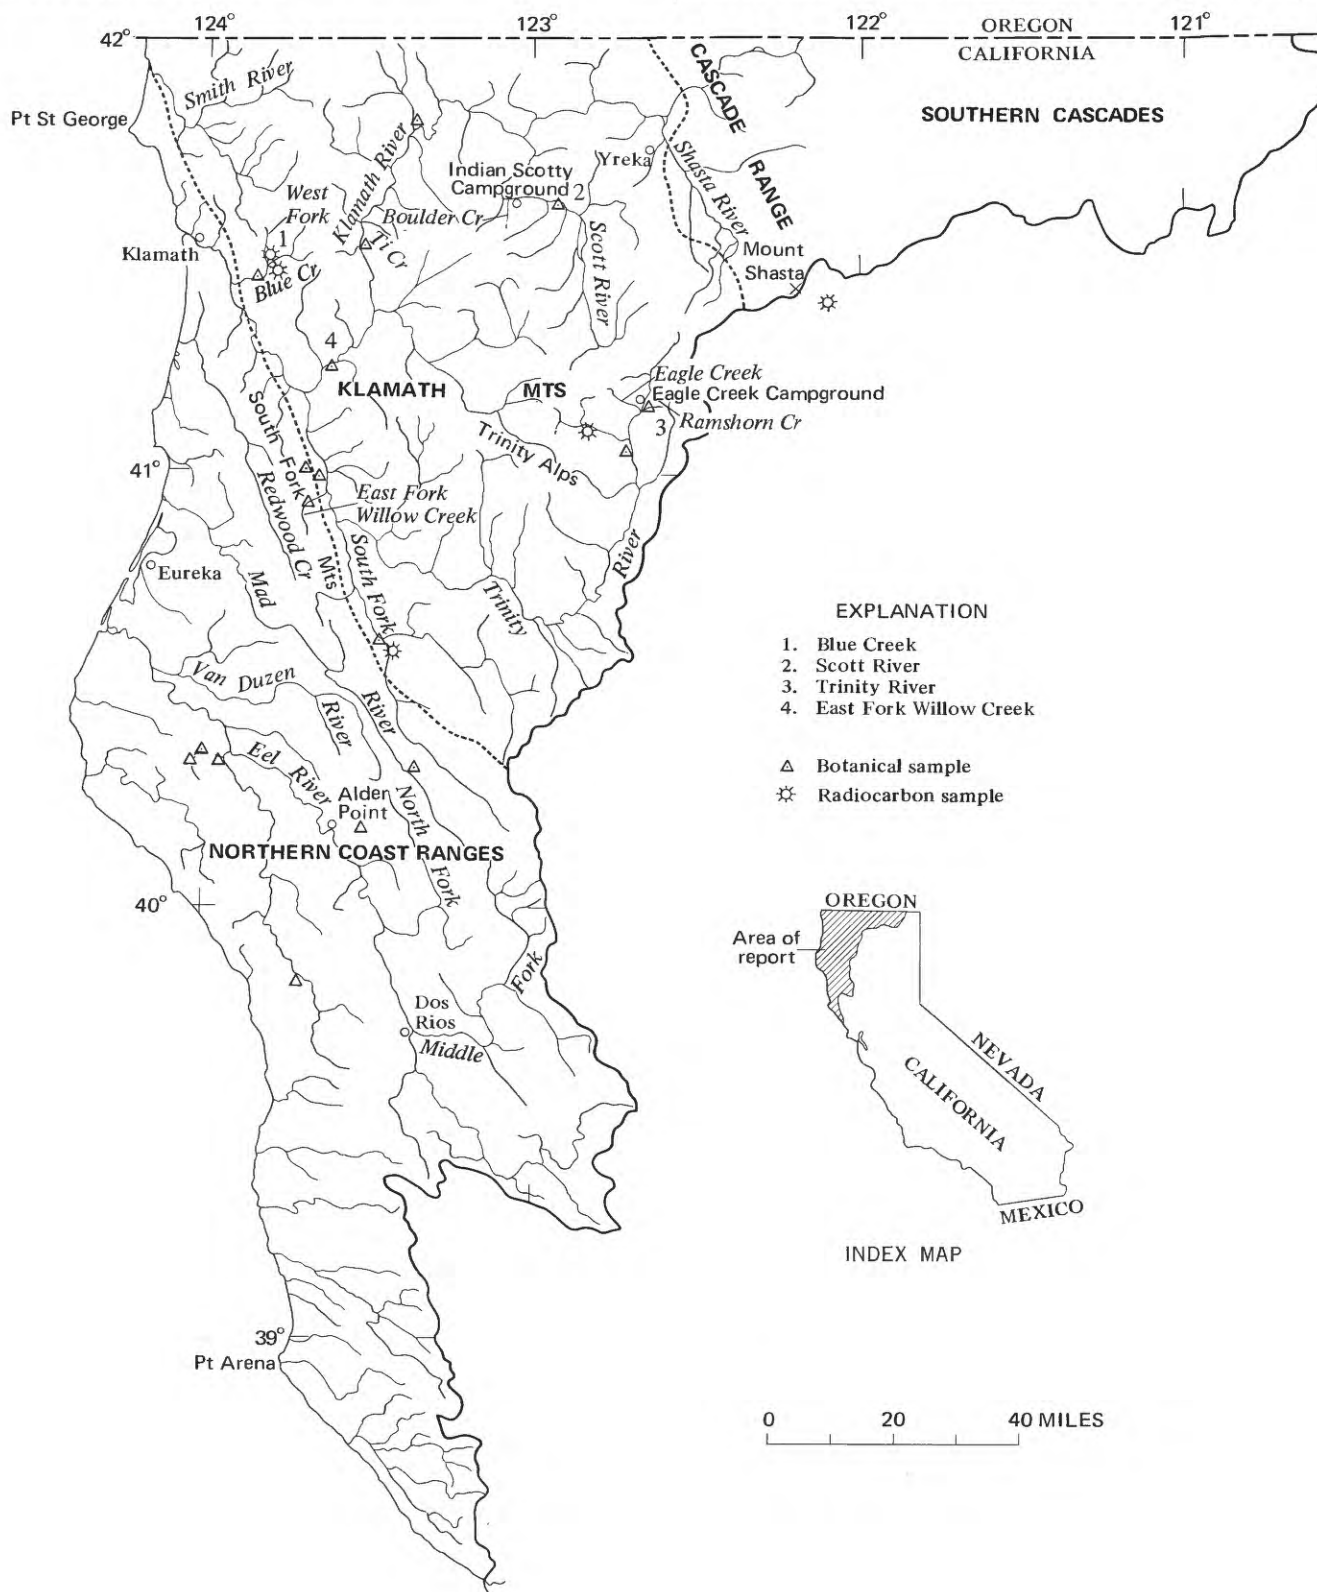 124°
123°
122°
121°
OREGON
42°
CALIFORNIA
CASCADE RANGE
SOUTHERN CASCADES
Smith River
Pt St George
Klamath River
Yreka
Shasta River
Indian Scotty
Campground
2
West
Fork
Boulder Cr
1
Ti Cr
Scott River
Klamath
Blue Cr
Mount
Shasta
4
KLAMATH MTS
Eagle Creek
Eagle Creek Campground
3
Ramshorn Cr
South Fork Mts
Trinity Alps
41°
Redwood Cr
East Fork
Willow Creek
South Fork
Trinity River
Eureka
Mad River
Van Duzen River
Eel River
North Fork
Alder
Point
NORTHERN COAST RANGES
40°
Dos
Rios
Middle Fork
39°
Pt Arena
EXPLANATION
1. Blue Creek
2. Scott River
3. Trinity River
4. East Fork Willow Creek
Botanical sample
Radiocarbon sample
OREGON
Area of
report
NEVADA
CALIFORNIA
MEXICO
INDEX MAP
0 20 40 MILES